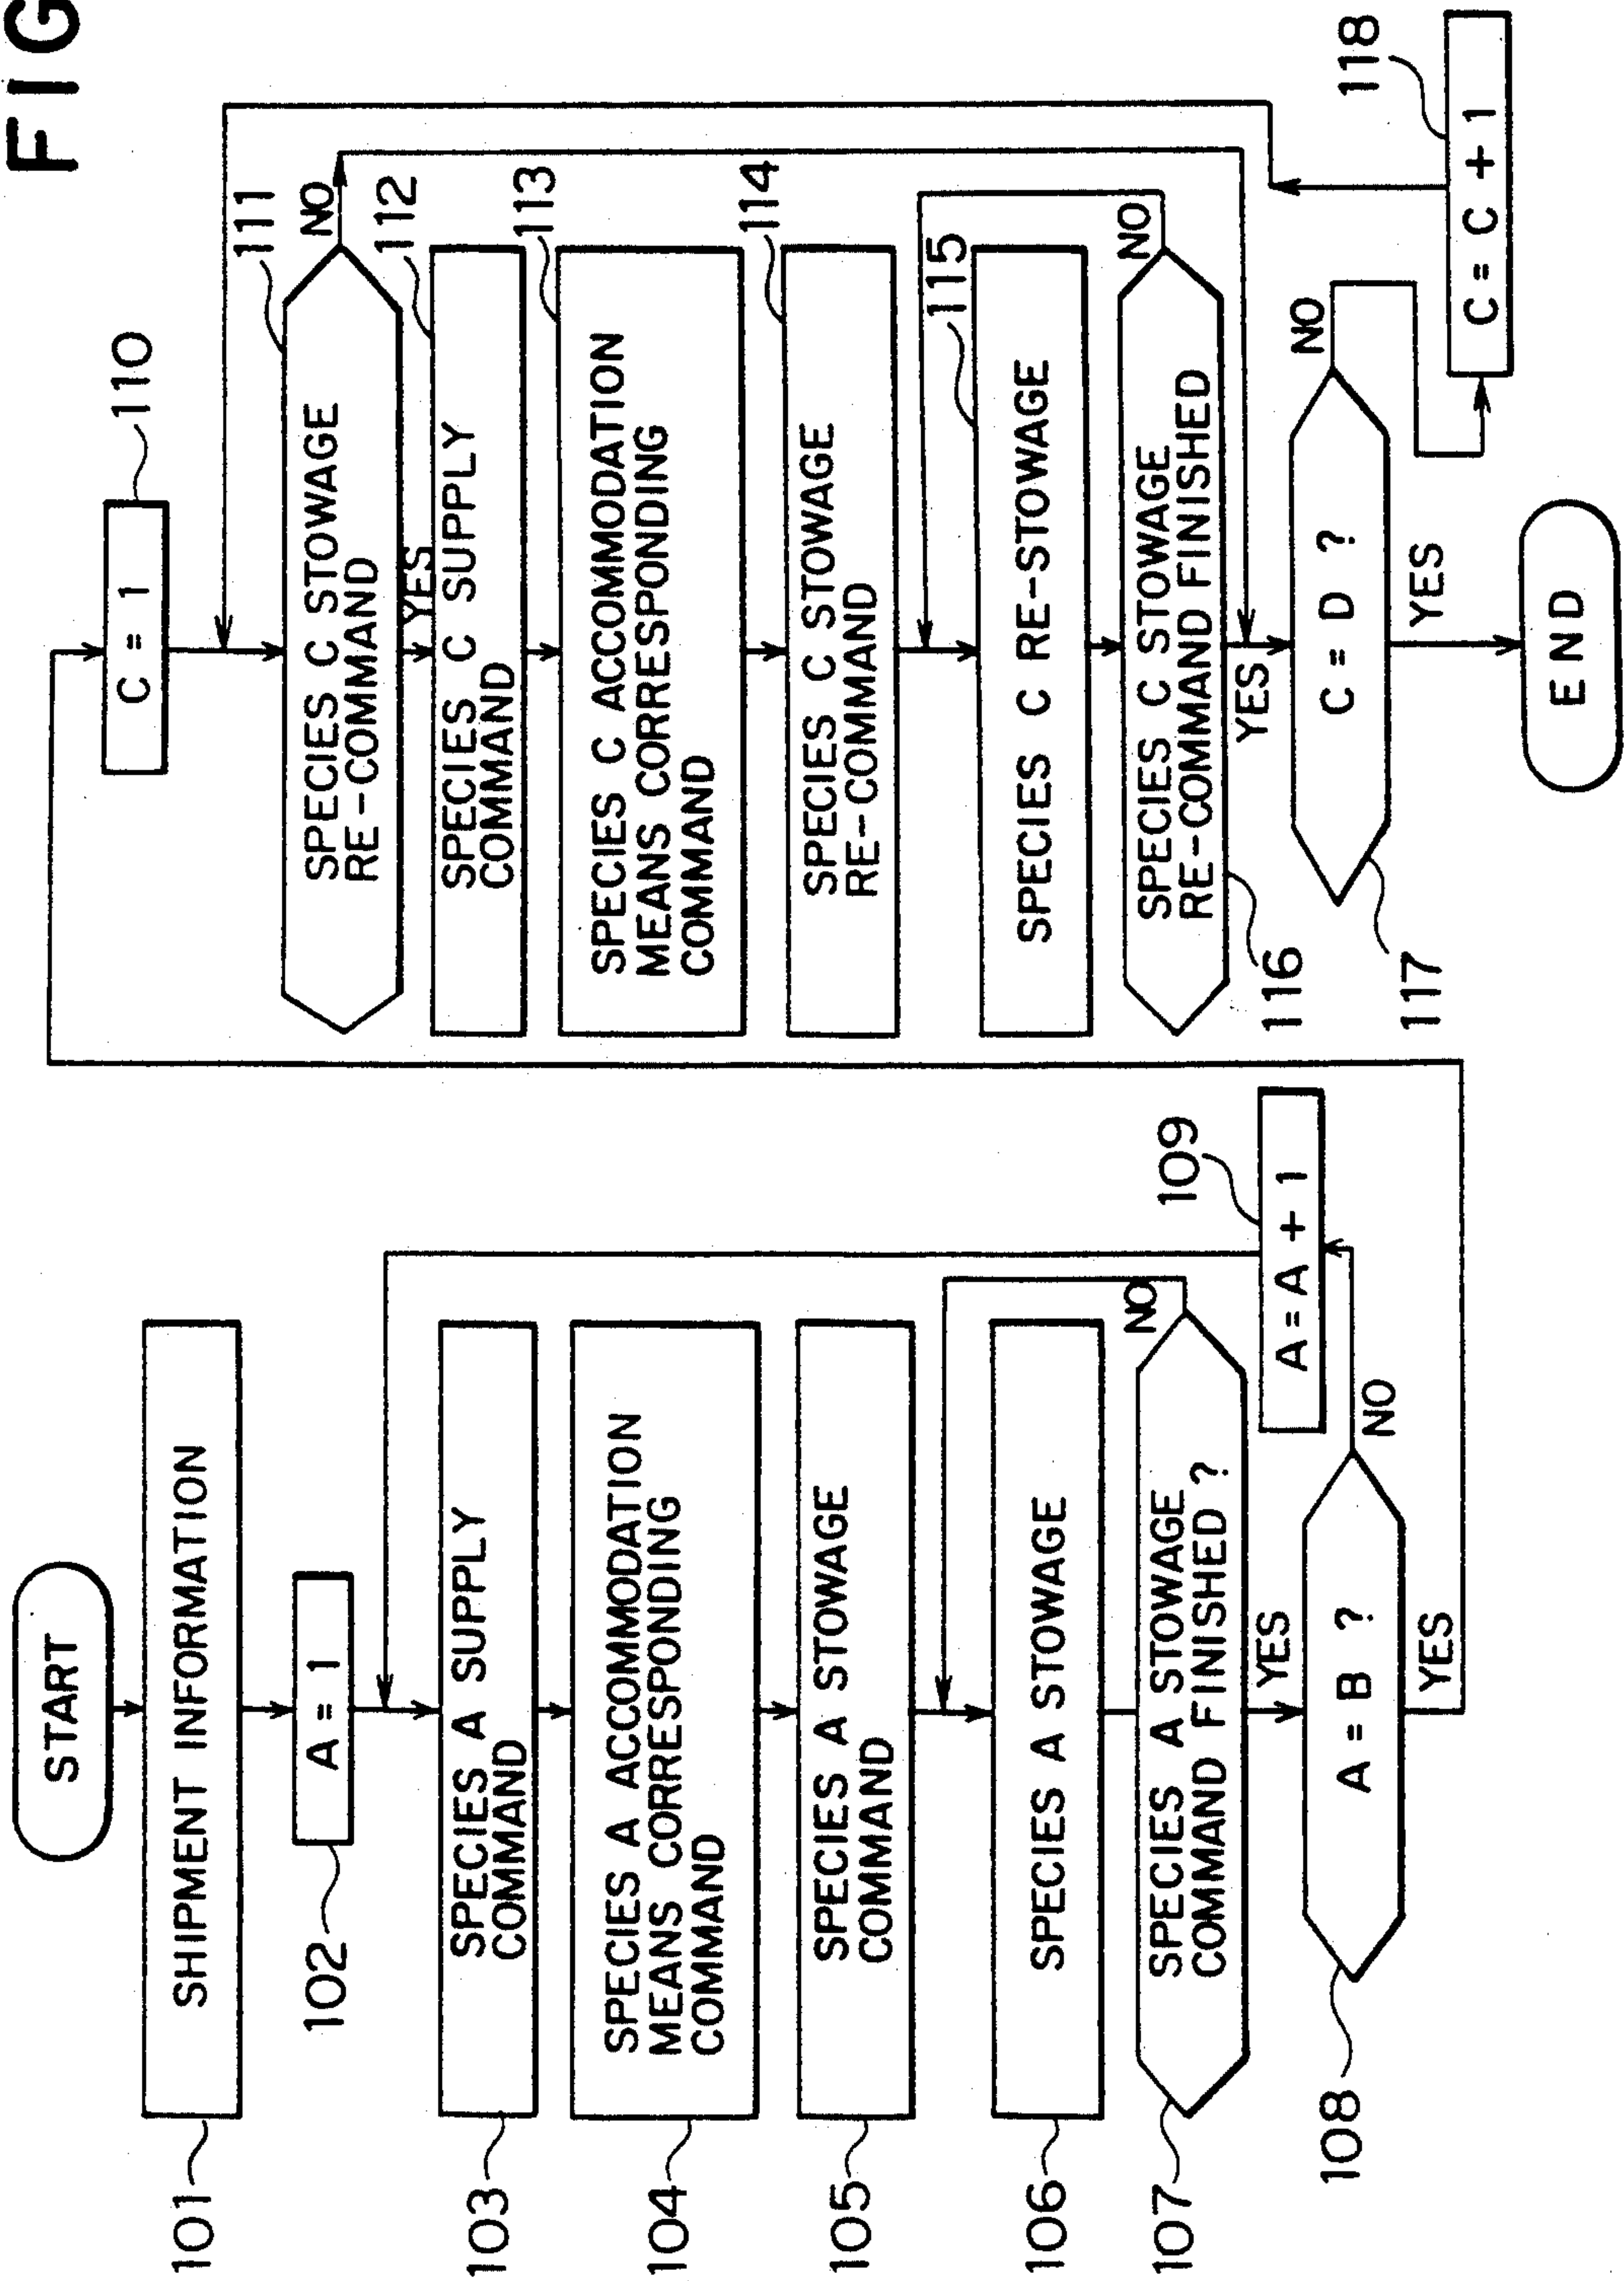 FIG
START
SHIPMENT INFORMATION
101
A = 1
102
SPECIES A SUPPLY
COMMAND
103
SPECIES A ACCOMMODATION
MEANS CORRESPONDING
COMMAND
104
SPECIES A STOWAGE
COMMAND
105
SPECIES A STOWAGE
106
SPECIES A STOWAGE
COMMAND FINISHED ?
107
NO
YES
A = B ?
108
NO
YES
A = A + 1
109
C = 1
110
SPECIES C STOWAGE
RE-COMMAND
111
NO
YES
SPECIES C SUPPLY
COMMAND
112
SPECIES C ACCOMMODATION
MEANS CORRESPONDING
COMMAND
113
SPECIES C STOWAGE
RE-COMMAND
114
SPECIES C RE-STOWAGE
115
SPECIES C STOWAGE
RE-COMMAND FINISHED
116
NO
YES
C = D ?
117
NO
YES
C = C + 1
118
END